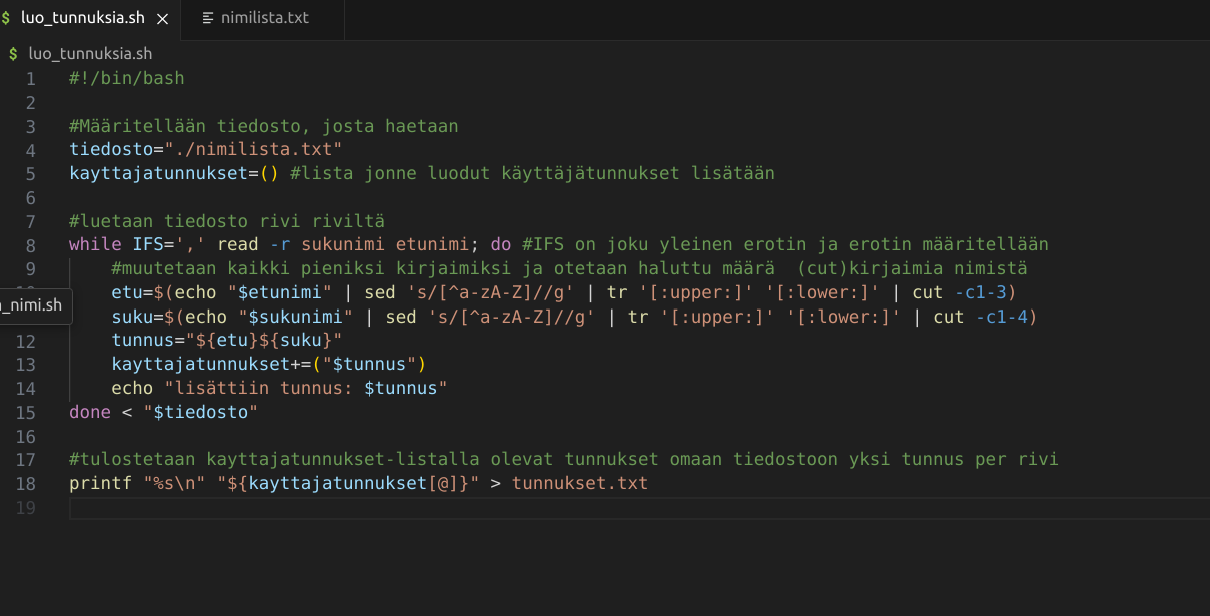 $ luo_tunnuksia.sh × nimilista.txt
$ luo_tunnuksia.sh
1 #!/bin/bash
2
3 #Määritellään tiedosto, josta haetaan
4 tiedosto="./nimilista.txt"
5 kayttajatunnukset=() #lista jonne luodut käyttäjätunnukset lisätään
6
7 #luetaan tiedosto rivi riviltä
8 while IFS=',' read -r sukunimi etunimi; do #IFS on joku yleinen erotin ja erotin määritellään
9 #muutetaan kaikki pieniksi kirjaimiksi ja otetaan haluttu määrä  (cut)kirjaimia nimistä
etu=$(echo "$etunimi" | sed 's/[^a-zA-Z]//g' | tr '[:upper:]' '[:lower:]' | cut -c1-3)
_nimi.sh
suku=$(echo "$sukunimi" | sed 's/[^a-zA-Z]//g' | tr '[:upper:]' '[:lower:]' | cut -c1-4)
12 tunnus="${etu}${suku}"
13 kayttajatunnukset+=("$tunnus")
14 echo "lisättiin tunnus: $tunnus"
15 done < "$tiedosto"
16
17 #tulostetaan kayttajatunnukset-listalla olevat tunnukset omaan tiedostoon yksi tunnus per rivi
18 printf "%s\n" "${kayttajatunnukset[@]}" > tunnukset.txt
19